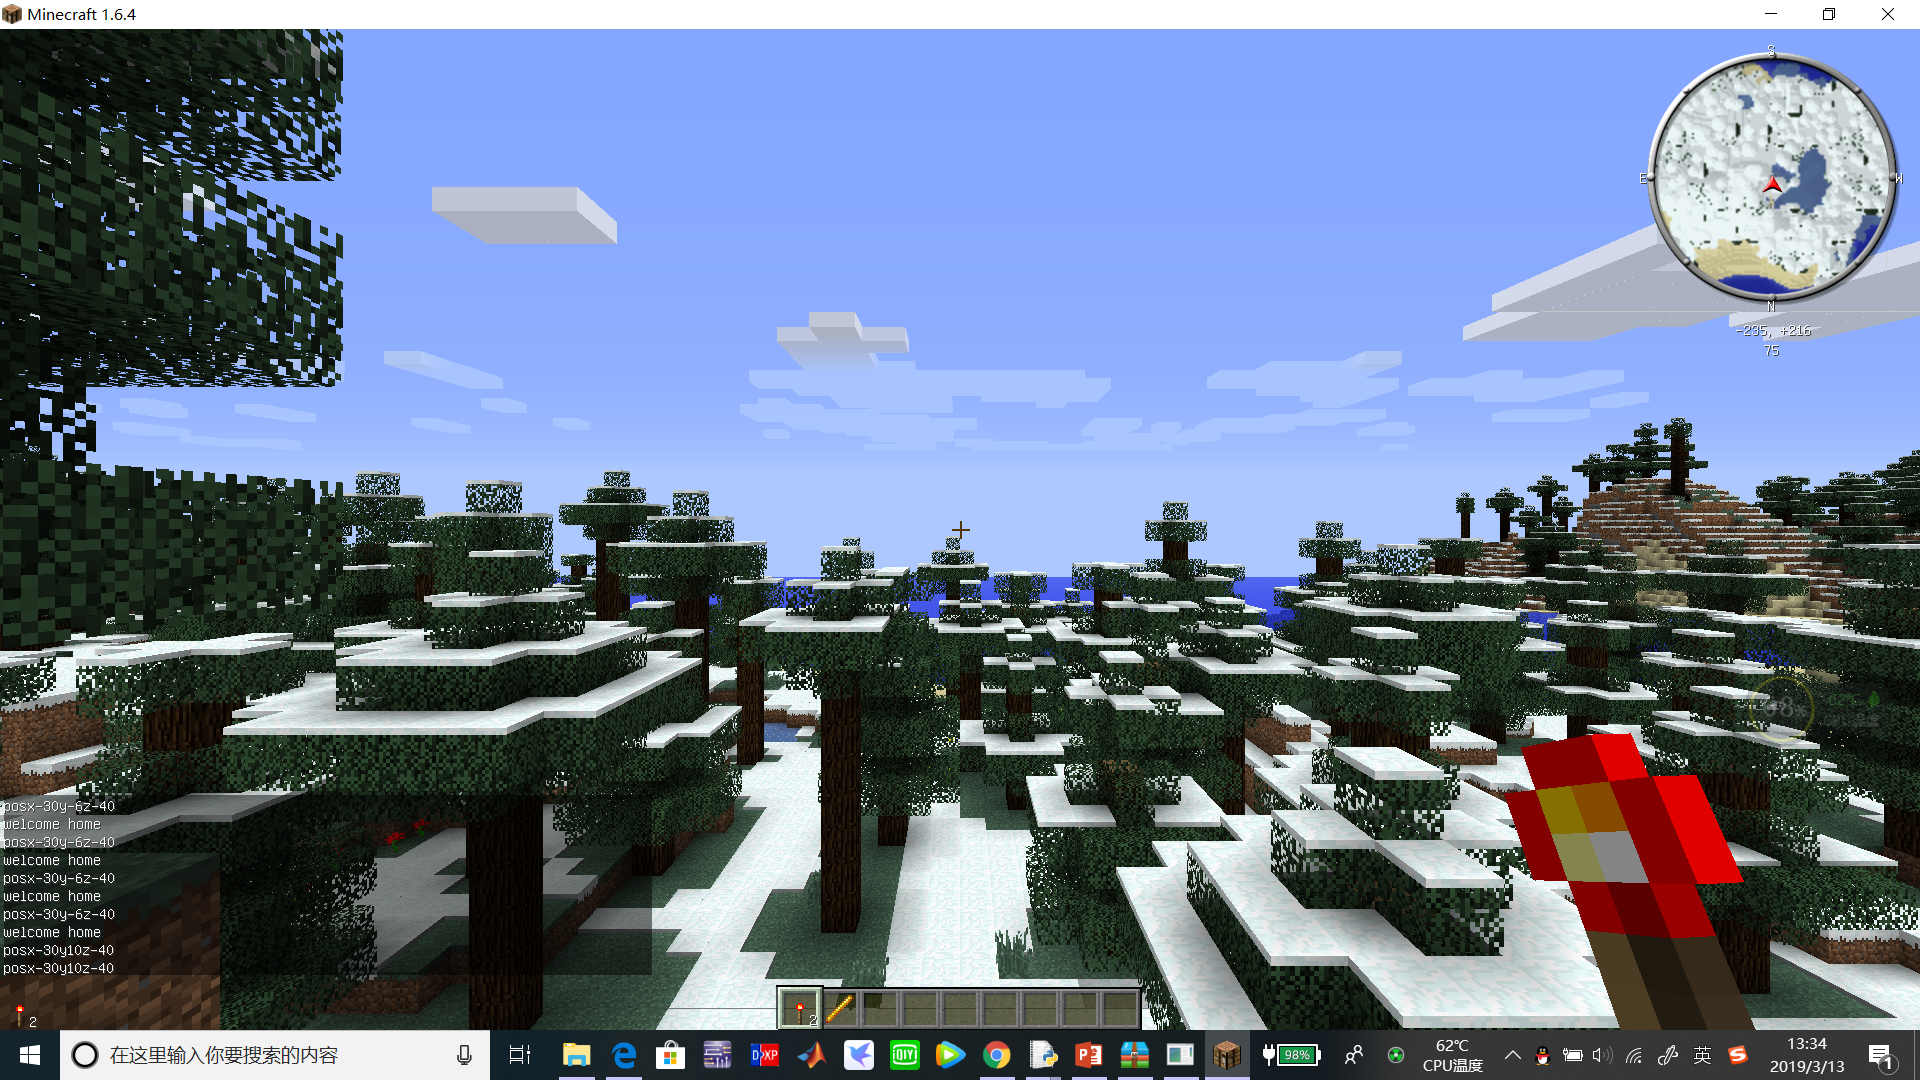 Minecraft 1.6.4
S
E
W
N
-235, +216
75
posx-30y-6z-40
welcome home
posx-30y-6z-40
welcome home
posx-30y-6z-40
welcome home
posx-30y-6z-40
welcome home
posx-30y10z-40
posx-30y10z-40
2
2
在这里输入你要搜索的内容
QIYI
98%
62℃
CPU温度
英
13:34
2019/3/13
1